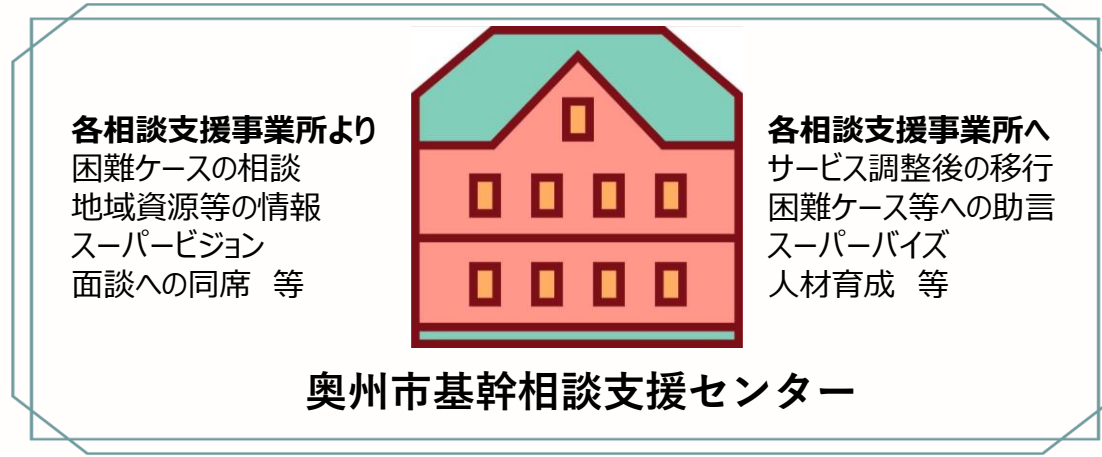 各相談支援事業所より
困難ケースの相談
地域資源等の情報
スーパービジョン
面談への同席　等
各相談支援事業所へ
サービス調整後の移行
困難ケース等への助言
スーパーバイズ
人材育成　等
奥州市基幹相談支援センター